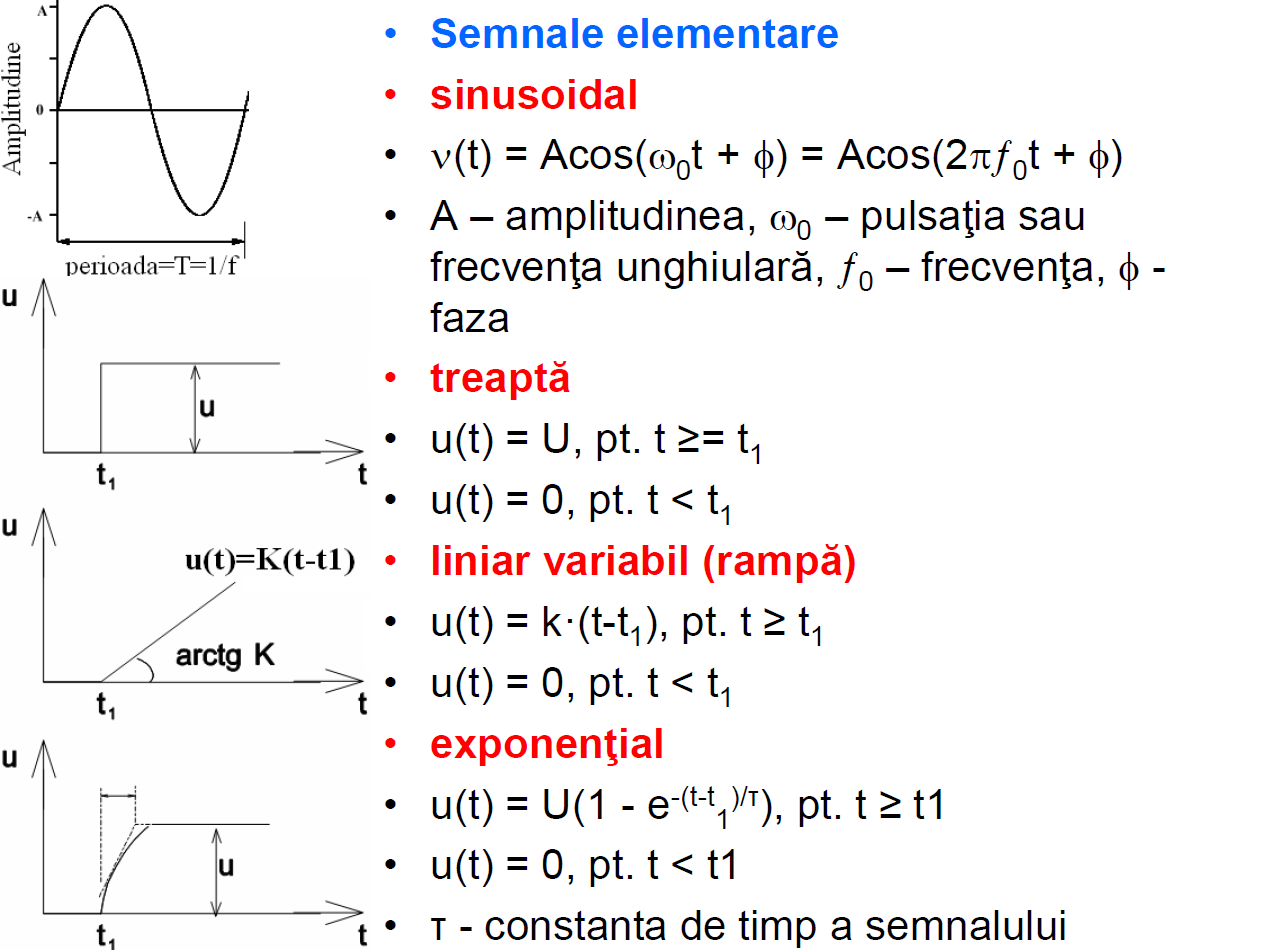 A
Amplitudine
0
-A
perioada=T=1/f
u
u
t₁
t
u
u(t)=K(t-t1)
arctg K
t₁
t
u
u
t₁
t
• Semnale elementare
• sinusoidal
• ν(t) = Acos(ω₀t + ϕ) = Acos(2πf₀t + ϕ)
• A – amplitudinea, ω₀ – pulsaţia sau
frecvenţa unghiulară, f₀ – frecvenţa, ϕ -
faza
• treaptă
• u(t) = U, pt. t ≥= t₁
• u(t) = 0, pt. t < t₁
• liniar variabil (rampă)
• u(t) = k·(t-t₁), pt. t ≥ t₁
• u(t) = 0, pt. t < t₁
• exponenţial
• u(t) = U(1 - e^-(t-t₁)/τ), pt. t ≥ t1
• u(t) = 0, pt. t < t1
• τ - constanta de timp a semnalului